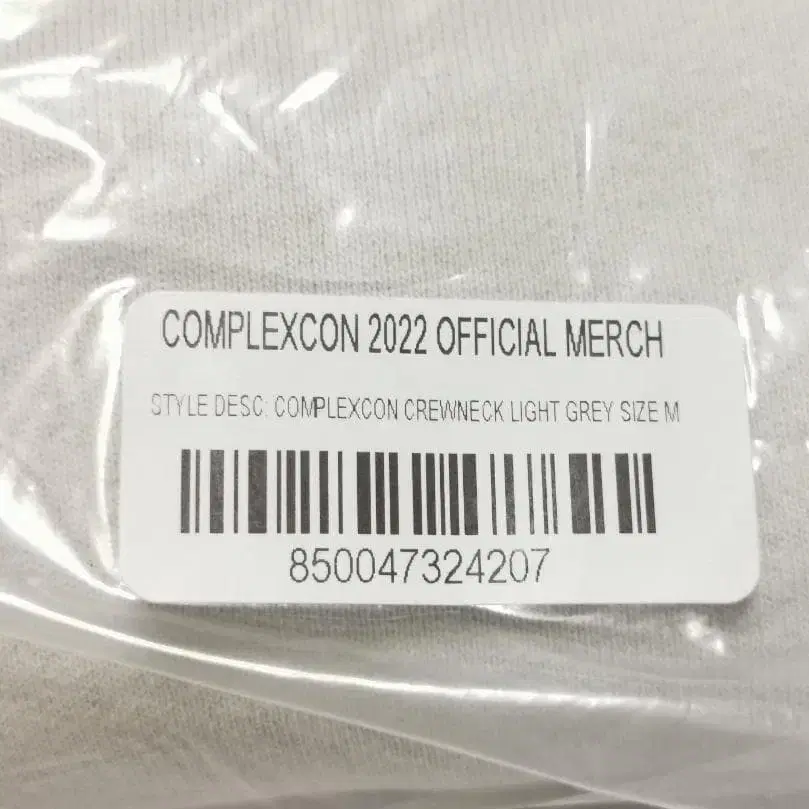 COMPLEXCON 2022 OFFICIAL MERCH
STYLE DESC: COMPLEXCON CREWNECK LIGHT GREY SIZE M
850047324207